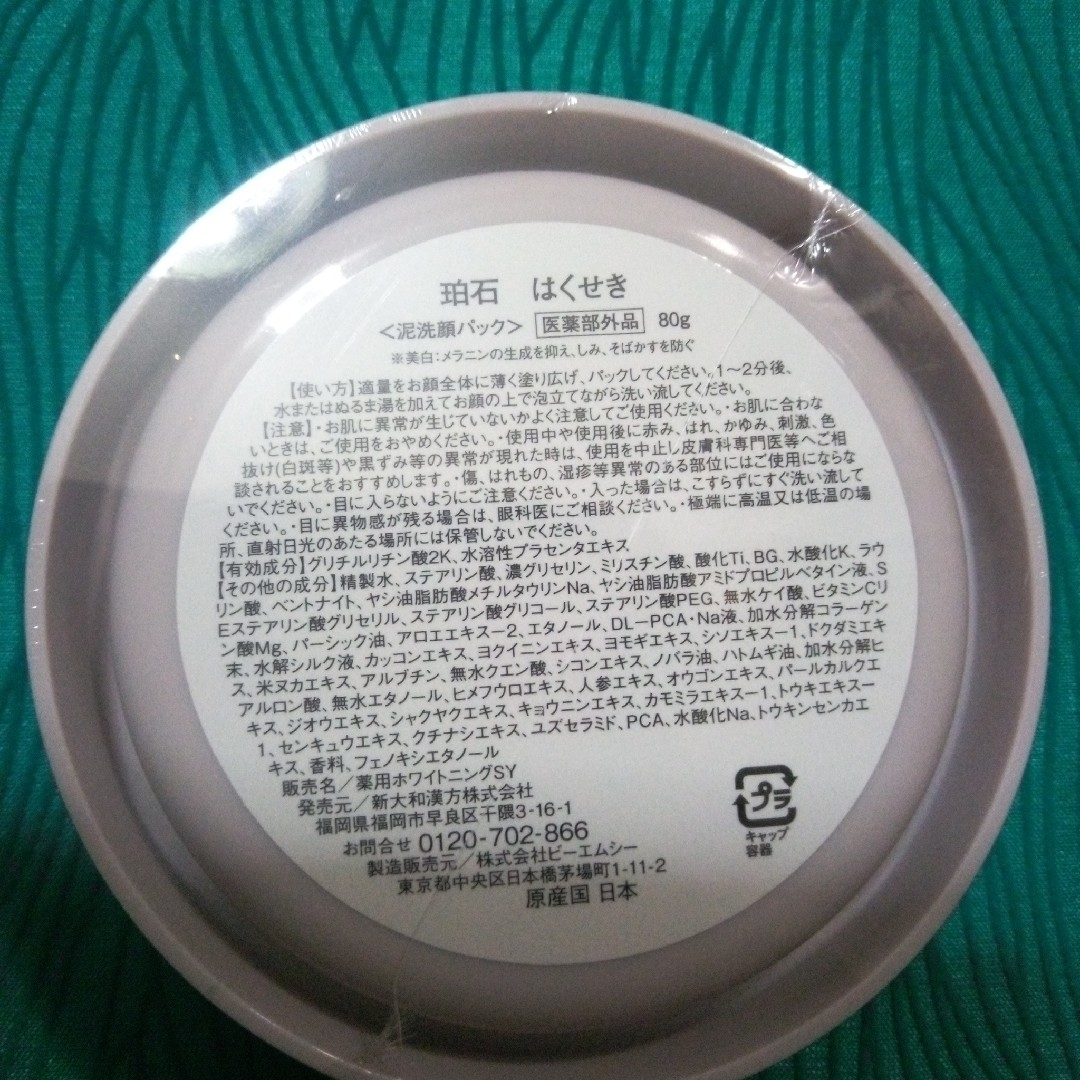 珀石 はくせき
<泥洗顔パック> 医薬部外品 80g
※美白:メラニンの生成を抑え、しみ、そばかすを防ぐ
【使い方】適量をお顔全体に薄く塗り広げ、パックしてください。1～2分後、
水またはぬるま湯を加えてお顔の上で泡立てながら洗い流してください。
【注意】・お肌に異常が生じていないかよく注意してご使用ください。・お肌に合わな
いときは、ご使用をおやめください。・使用中や使用後に赤み、はれ、かゆみ、刺激、色
抜け(白斑等)や黒ずみ等の異常が現れた時は、使用を中止し皮膚科専門医等へご相
談されることをおすすめします。・傷、はれもの、湿疹等異常のある部位にはご使用にならな
いでください。・目に入らないようにご注意ください。・入った場合は、こすらずにすぐ洗い流して
ください。・目に異物感が残る場合は、眼科医にご相談ください。・極端に高温又は低温の場
所、直射日光のあたる場所には保管しないでください。
【有効成分】グリチルリチン酸2K、水溶性プラセンタエキス
【その他の成分】精製水、ステアリン酸、濃グリセリン、ミリスチン酸、酸化Ti、BG、水酸化K、ラウ
リン酸、ベントナイト、ヤシ油脂肪酸メチルタウリンNa、ヤシ油脂肪酸アミドプロピルベタイン液、S
Eステアリン酸グリセリル、ステアリン酸グリコール、ステアリン酸PEG、無水ケイ酸、ビタミンCリ
ン酸Mg、パーシック油、アロエエキス-2、エタノール、DL-PCA・Na液、加水分解コラーゲン
末、水解シルク液、カッコンエキス、ヨクイニンエキス、ヨモギエキス、シソエキス-1、ドクダミエキ
ス、米ヌカエキス、アルブチン、無水クエン酸、シコンエキス、ノバラ油、ハトムギ油、加水分解ヒ
アルロン酸、無水エタノール、ヒメフウロエキス、人参エキス、オウゴンエキス、パールカルクエ
キス、ジオウエキス、シャクヤクエキス、キョウニンエキス、カモミラエキス-1、トウキエキス-
1、センキュウエキス、クチナシエキス、ユズセラミド、PCA、水酸化Na、トウキンセンカエ
キス、香料、フェノキシエタノール
販売名/薬用ホワイトニングSY
発売元/新大和漢方株式会社
福岡県福岡市早良区干隈3-16-1
お問合せ 0120-702-866
製造販売元/株式会社ビーエムシー
東京都中央区日本橋茅場町1-11-2
原産国 日本
プラ
キャップ
容器